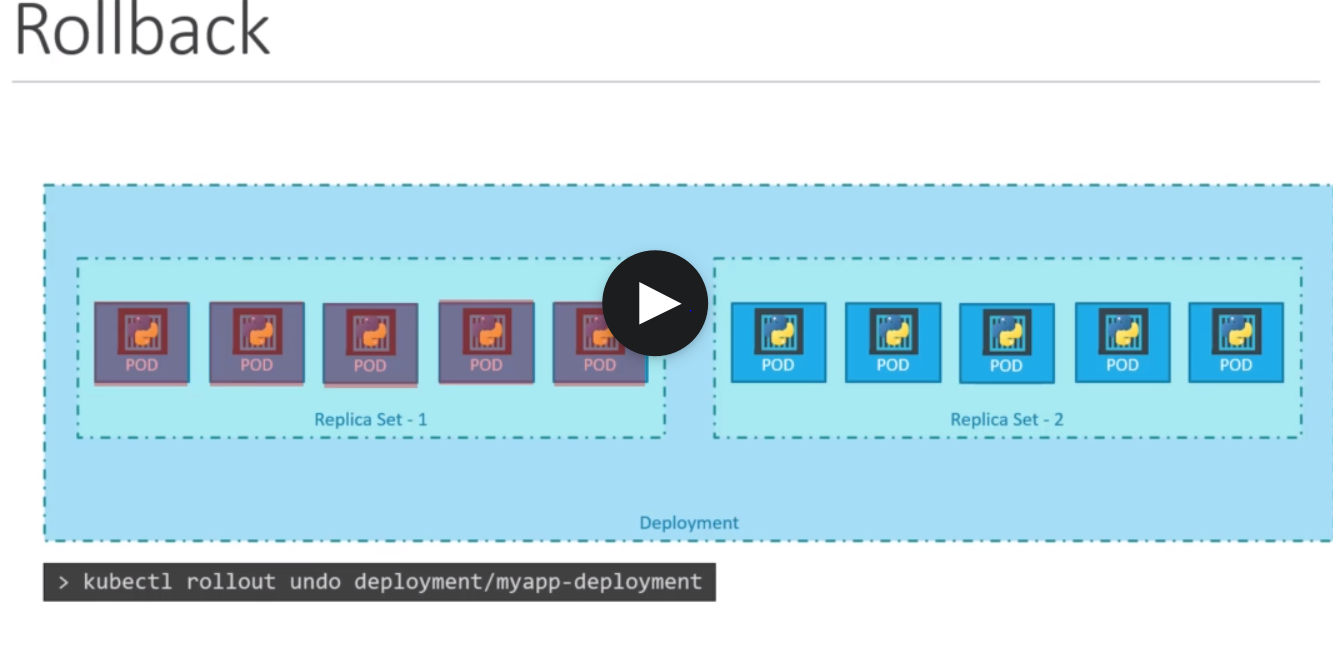 Rollback
POD POD POD POD POD POD POD POD POD POD
Replica Set - 1 Replica Set - 2
Deployment
> kubectl rollout undo deployment/myapp-deployment